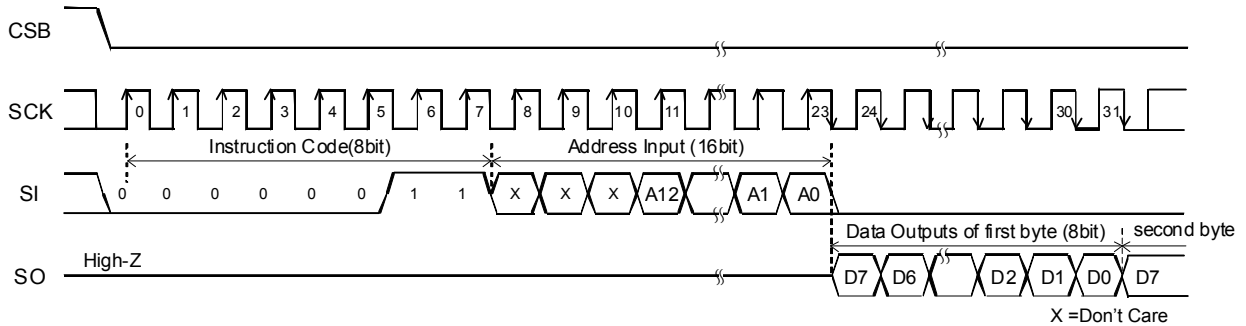 CSB
SCK 0 1 2 3 4 5 6 7 8 9 10 11 23 24 30 31
Instruction Code(8bit) Address Input (16bit)
SI 0 0 0 0 0 0 1 1 X X X A12 A1 A0
Data Outputs of first byte (8bit) second byte
High-Z
SO D7 D6 D2 D1 D0 D7
X =Don't Care